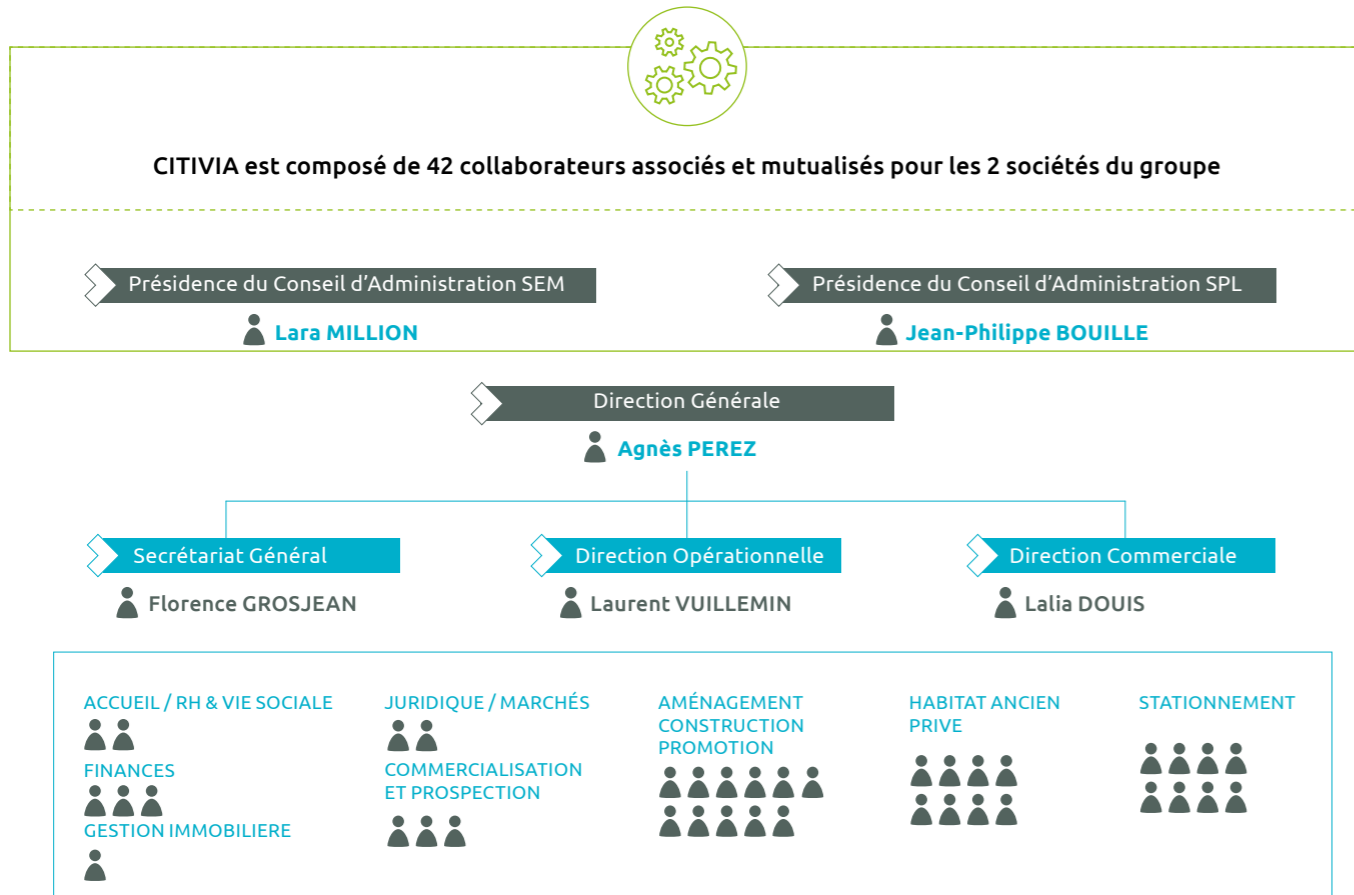 CITIVIA est composé de 42 collaborateurs associés et mutualisés pour les 2 sociétés du groupe
Présidence du Conseil d'Administration SEM
Lara MILLION
Présidence du Conseil d'Administration SPL
Jean-Philippe BOUILLE
Direction Générale
Agnès PEREZ
Secrétariat Général
Florence GROSJEAN
Direction Opérationnelle
Laurent VUILLEMIN
Direction Commerciale
Lalia DOUIS
ACCUEIL / RH & VIE SOCIALE
FINANCES
GESTION IMMOBILIERE
JURIDIQUE / MARCHÉS
COMMERCIALISATION
ET PROSPECTION
AMÉNAGEMENT
CONSTRUCTION
PROMOTION
HABITAT ANCIEN
PRIVE
STATIONNEMENT